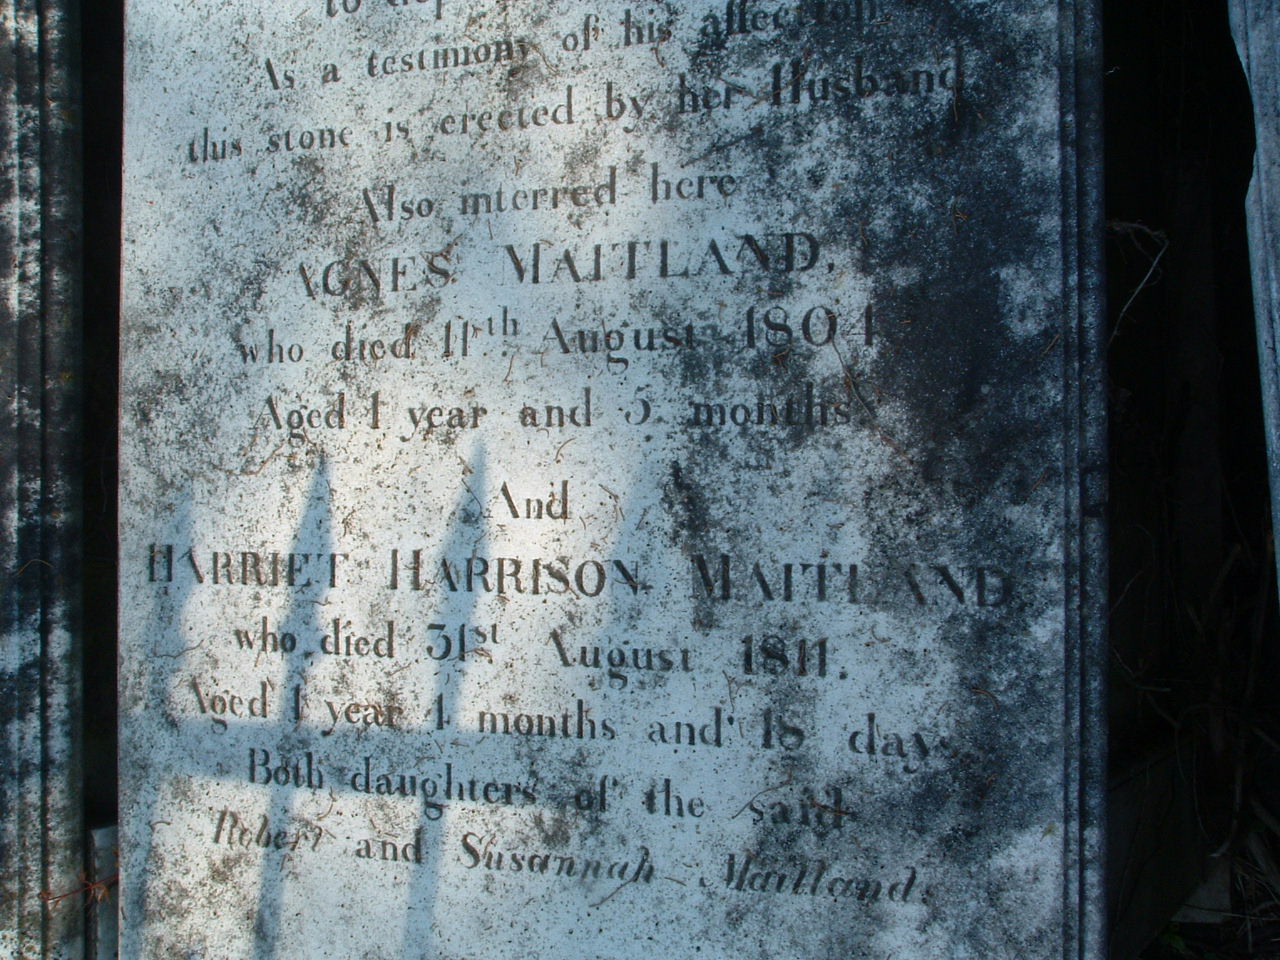 As a testimony of his affection
this stone is erected by her Husband.
Also interred here
AGNES MAITLAND,
who died 11th August 1804
Aged 1 year and 5 months.
And
HARRIET HARRISON MAITLAND
who died 31st August 1811.
Aged 1 year 4 months and 18 days.
Both daughters of the said
Robert and Susannah Maitland.